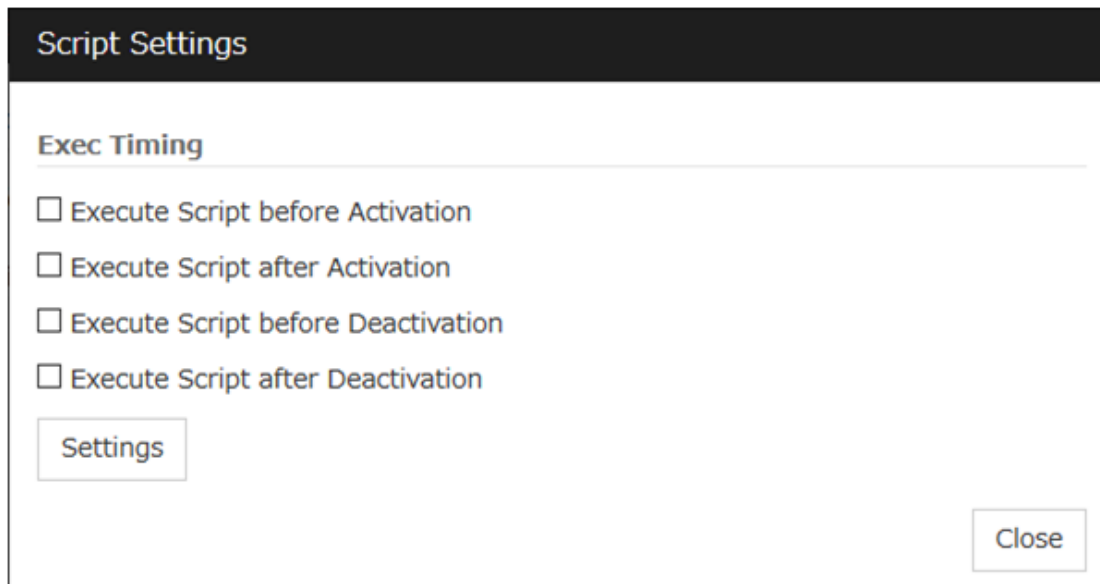 Script Settings
Exec Timing
Execute Script before Activation
Execute Script after Activation
Execute Script before Deactivation
Execute Script after Deactivation
Settings
Close